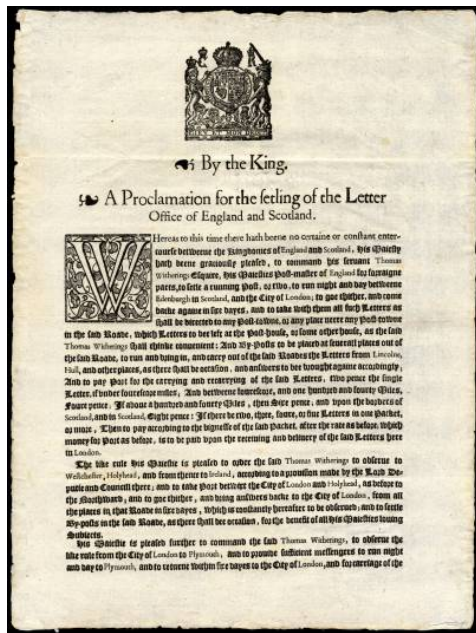 C R
DIEV ET MON DROIT
By the King.
A Proclamation for the setling of the Letter
Office of England and Scotland.
WHereas to this time there hath beene no certaine or constant enter-
course betweene the Kingdomes of England and Scotland, His Maiesty
hath beene graciously pleased, to command his servant Thomas
Witherings Esquire, His Maiesties Post-master of England for forraigne
parts, to settle a running Post, or two, to run night and day betweene
Edenburgh in Scotland, and the City of London; to goe thither, and come
backe againe in sixe dayes, and to take with them all such Letters as
shall be directed to any Post-towne, or any place neere any Post-towne
in the said Roade, which Letters to bee left at the Post-house, or some other house, as the said
Thomas Witherings shall thinke convenient: And By-Posts to be placed at severall places out of
the said Roade, to run and bring in, and carry out of the said Roades the Letters from Lincolne,
Hull, and other places, as there shall be occasion, and answers to bee brought againe accordingly;
And to pay Port for the carrying and recarrying of the said Letters, two pence the single
Letter, if under fourescore miles; And betweene fourescore, and one hundred and fourty Miles,
Foure pence: If above a hundred and fourty Miles, then Sixe pence; and upon the borders of
Scotland, and in Scotland, Eight pence: If there be two, three, foure, or five Letters in one Packet,
or more, Then to pay according to the bignesse of the said Packet, after the rate as before, which
money for Port as before, is to be paid upon the receiving and delivery of the said Letters here
in London.
The like rule His Maiestie is pleased to order the said Thomas Witherings to observe to
Westchester, Holyhead, and from thence to Ireland, according to a provision made by the Lord De-
putie and Councell there; and to take Port betwixt the City of London and Holyhead, as before to
the Northward; and to goe thither, and bring answers backe to the City of London, from all
the places in that Roade in sixe dayes, which is constantly hereafter to be observed; and to settle
By-posts in the said Roade, as there shall bee occasion, for the benefit of all his Maiesties loving
Subiects.
His Maiestie is pleased further to command the said Thomas Witherings, to observe the
like rule from the City of London to Plymouth, and to provide sufficient messengers to run night
and day to Plymouth, and to returne within sixe dayes to the City of London, and for cariage of the